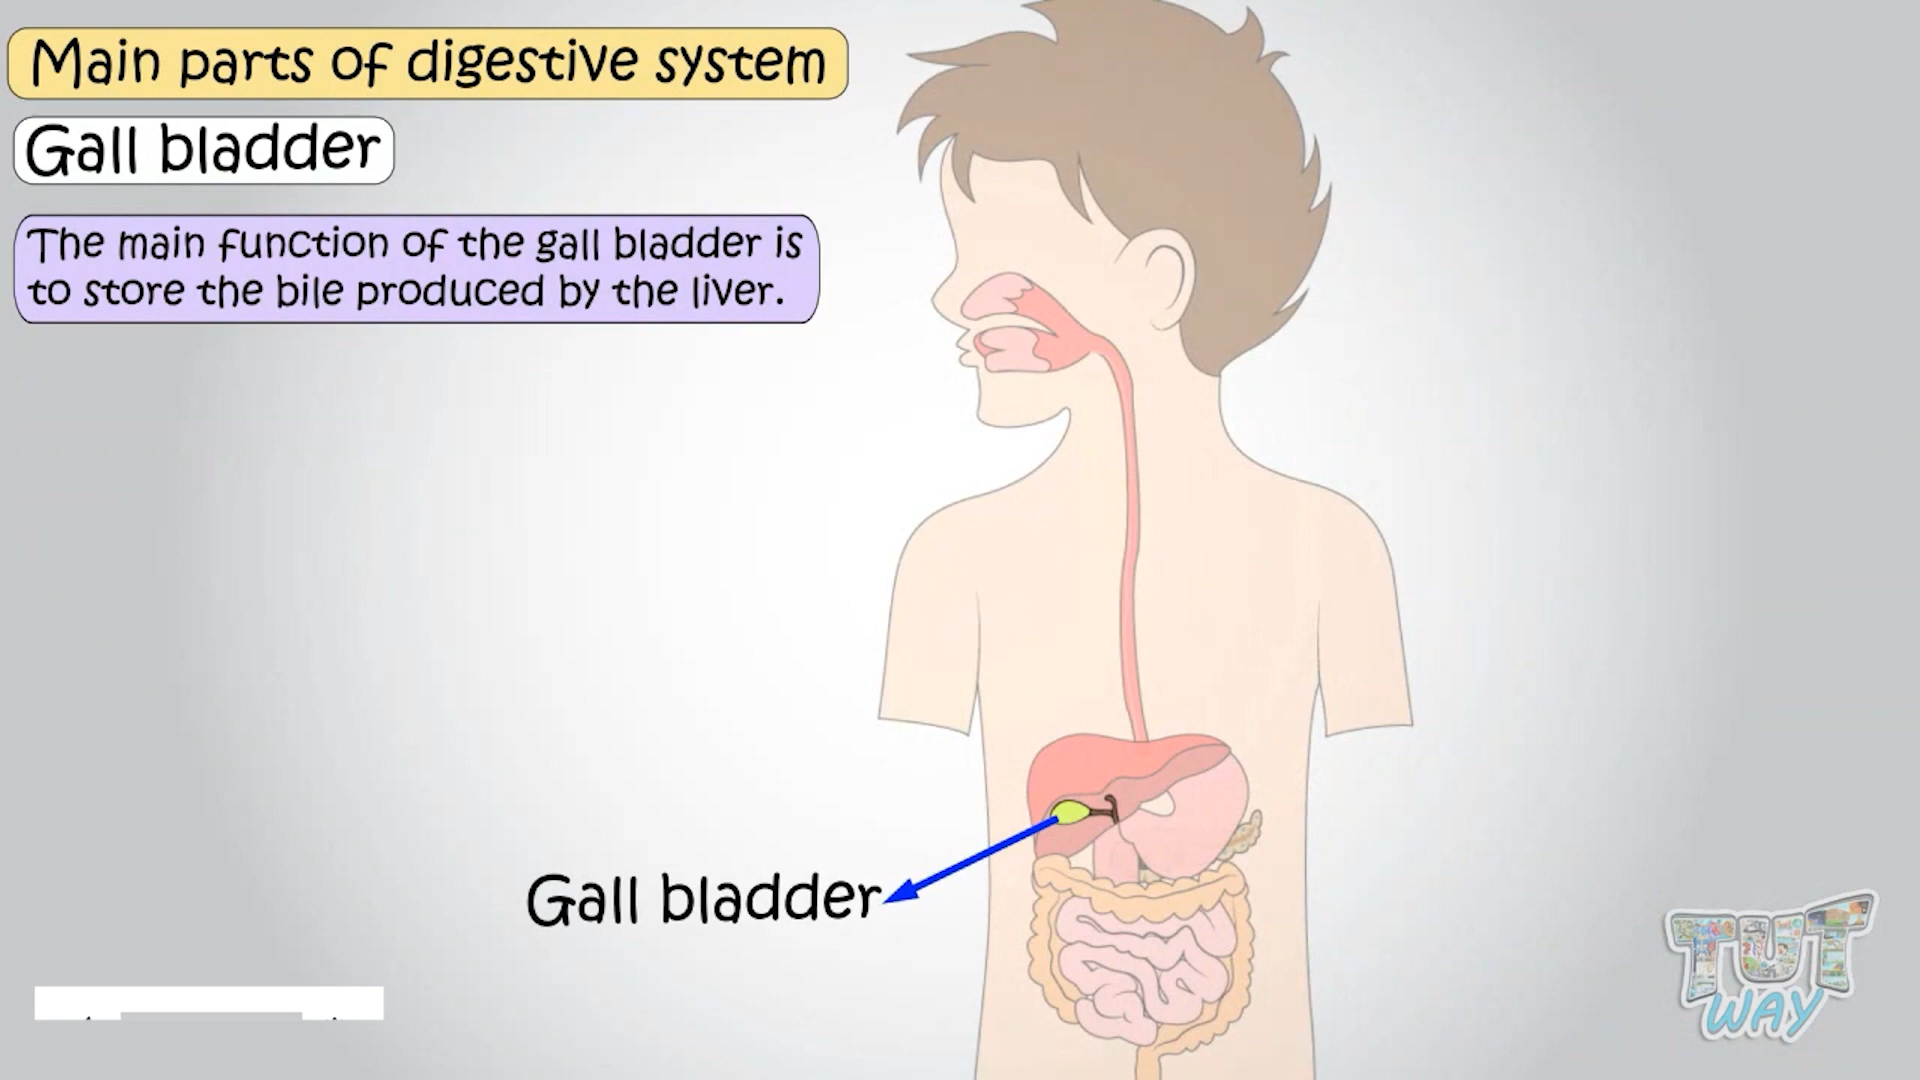 Main parts of digestive system
Gall bladder
The main function of the gall bladder is
to store the bile produced by the liver.
Gall bladder
TUT
WAY